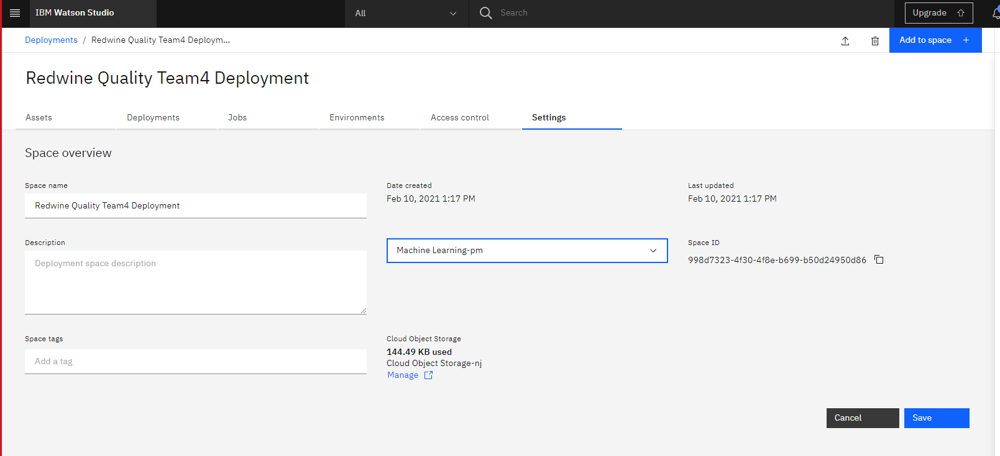 IBM Watson Studio
All
Search
Upgrade
Deployments / Redwine Quality Team4 Deploym...
Add to space +
Redwine Quality Team4 Deployment
Assets
Deployments
Jobs
Environments
Access control
Settings
Space overview
Space name
Redwine Quality Team4 Deployment
Date created
Feb 10, 2021 1:17 PM
Last updated
Feb 10, 2021 1:17 PM
Description
Deployment space description
Machine Learning-pm
Space ID
998d7323-4f30-4f8e-b699-b50d24950d86
Space tags
Add a tag
Cloud Object Storage
144.49 KB used
Cloud Object Storage-nj
Manage
Cancel
Save